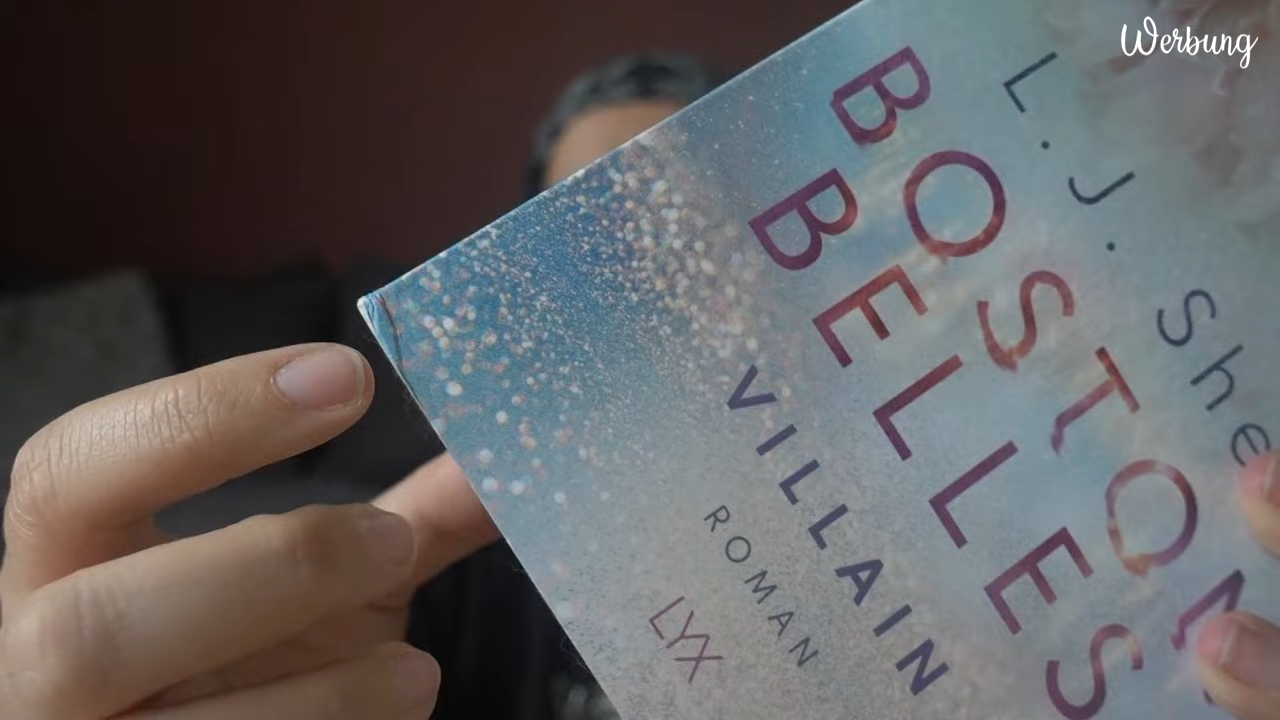 Werbung
L. J. She
BOSTON
BELLES
VILLAIN
ROMAN
LYX